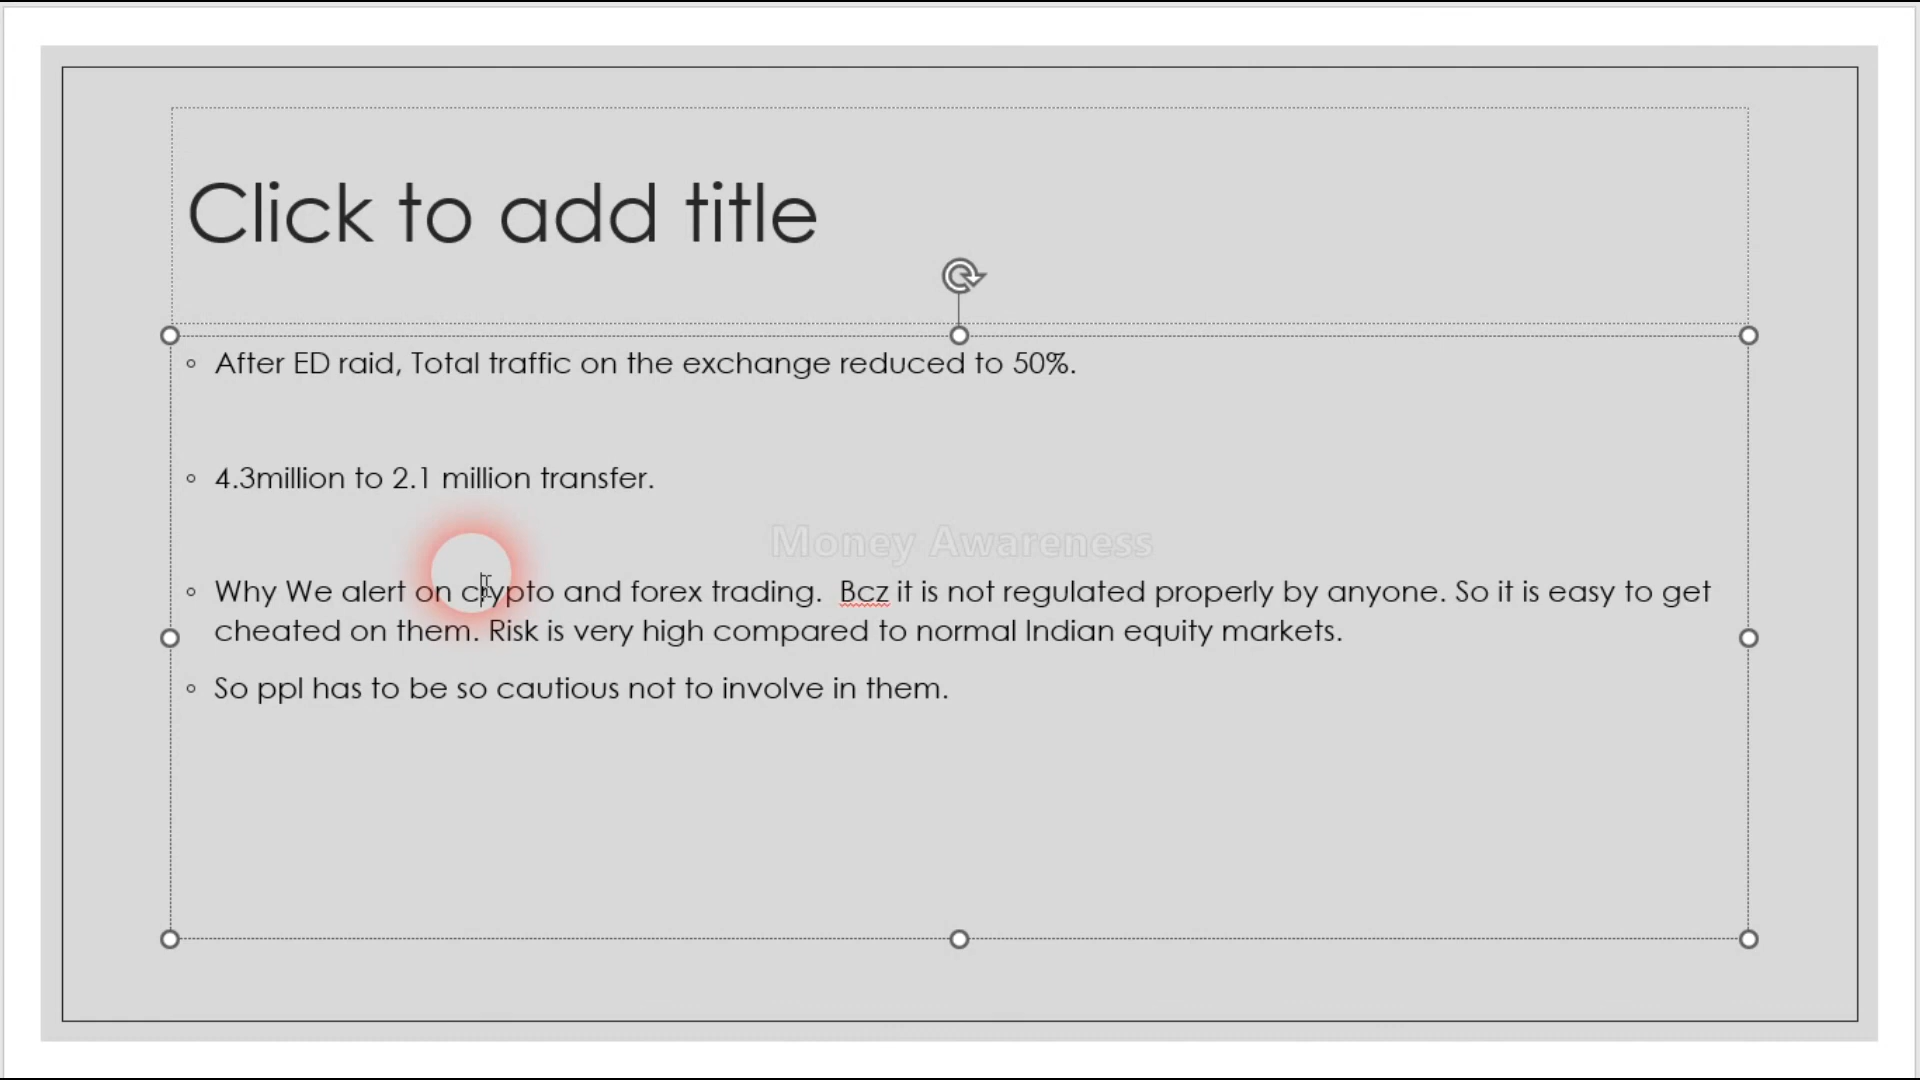 Click to add title
After ED raid, Total traffic on the exchange reduced to 50%.
4.3million to 2.1 million transfer.
Money Awareness
Why We alert on crypto and forex trading.  Bcz it is not regulated properly by anyone. So it is easy to get
cheated on them. Risk is very high compared to normal Indian equity markets.
So ppl has to be so cautious not to involve in them.